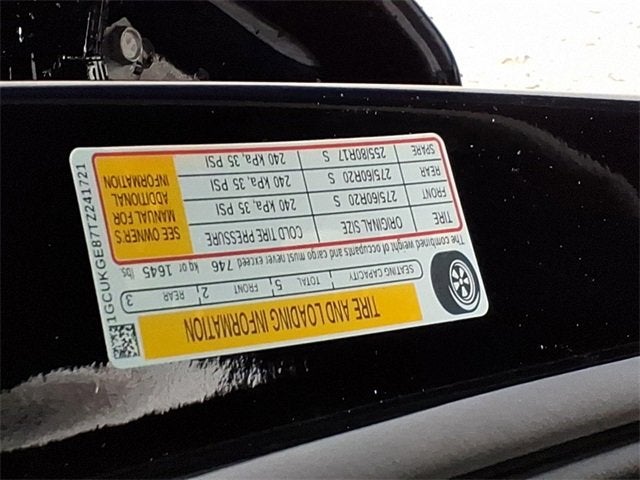 TIRE AND LOADING INFORMATION
SEATING CAPACITY TOTAL 5 FRONT 2 REAR 3
The combined weight of occupants and cargo must never exceed 746 kg or 1645 lbs.
TIRE ORIGINAL SIZE COLD TIRE PRESSURE
FRONT 275/60R20 S 240 kPa, 35 PSI
REAR 275/60R20 S 240 kPa, 35 PSI
SPARE 255/80R17 S 240 kPa, 35 PSI
SEE OWNER'S
MANUAL FOR
ADDITIONAL
INFORMATION
1GCUKGE87TZ241721